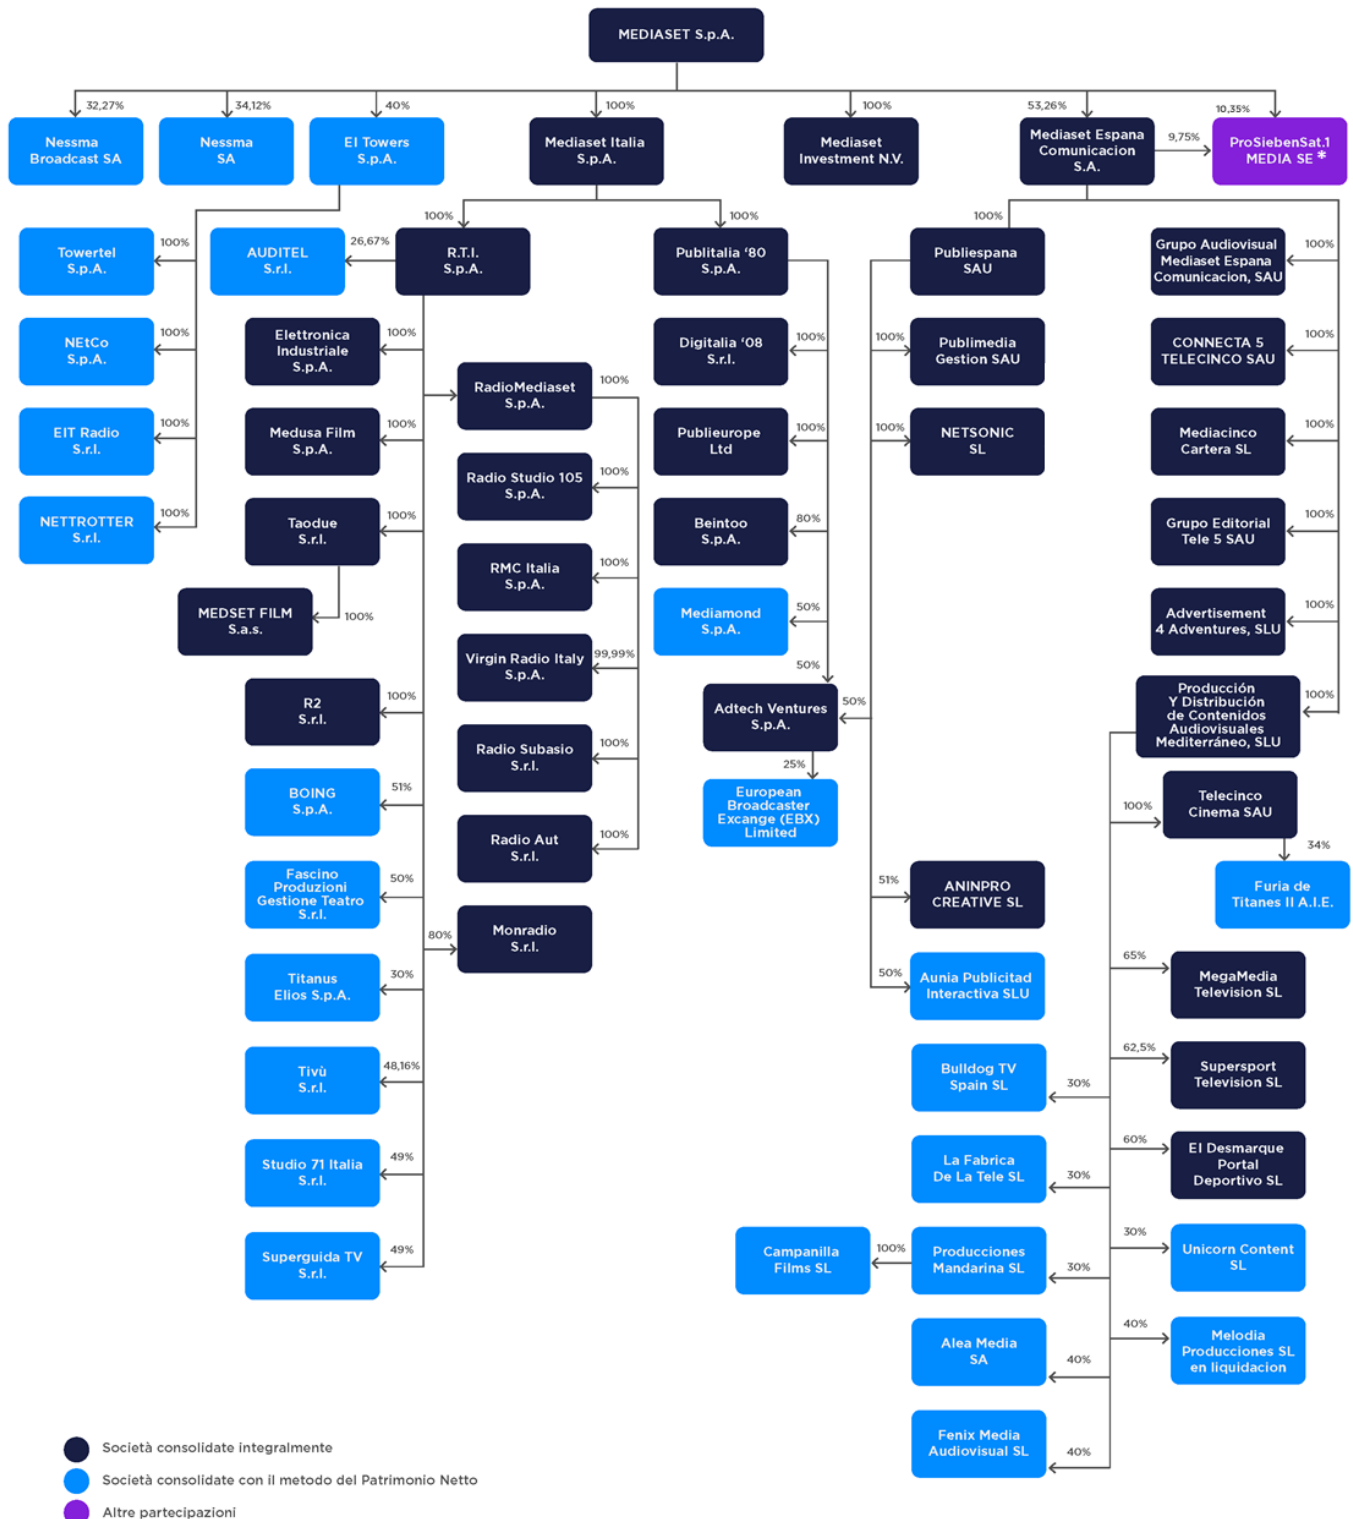 MEDIASET S.p.A.
32,27%
34,12%
40%
100%
100%
53,26%
10,35%
Nessma
Broadcast SA
Nessma
SA
EI Towers
S.p.A.
Mediaset Italia
S.p.A.
Mediaset
Investment N.V.
Mediaset Espana
Comunicacion
S.A.
9,75%
ProSiebenSat.1
MEDIA SE *
100%
100%
100%
100%
Towertel
S.p.A.
100%
AUDITEL
S.r.l.
26,67%
R.T.I.
S.p.A.
Publitalia ‘80
S.p.A.
Publiespana
SAU
Grupo Audiovisual
Mediaset Espana
Comunicacion, SAU
NEtCo
S.p.A.
100%
Elettronica
Industriale
S.p.A.
100%
Digitalia ‘08
S.r.l.
100%
100%
Publimedia
Gestion SAU
CONNECTA 5
TELECINCO SAU
100%
RadioMediaset
S.p.A.
100%
EIT Radio
S.r.l.
100%
Medusa Film
S.p.A.
100%
Publieurope
Ltd
100%
100%
NETSONIC
SL
Mediacinco
Cartera SL
100%
Radio Studio 105
S.p.A.
100%
NETTROTTER
S.r.l.
100%
Taodue
S.r.l.
100%
Beintoo
S.p.A.
80%
Grupo Editorial
Tele 5 SAU
100%
RMC Italia
S.p.A.
100%
MEDSET FILM
S.a.s.
100%
Mediamond
S.p.A.
50%
Advertisement
4 Adventures, SLU
100%
Virgin Radio Italy
S.p.A.
99,99%
50%
R2
S.r.l.
100%
Adtech Ventures
S.p.A.
50%
Producción
Y Distribución
de Contenidos
Audiovisuales
Mediterráneo, SLU
100%
Radio Subasio
S.r.l.
100%
25%
BOING
S.p.A.
51%
European
Broadcaster
Excange (EBX)
Limited
100%
Telecinco
Cinema SAU
Radio Aut
S.r.l.
100%
34%
Fascino
Produzioni
Gestione Teatro
S.r.l.
50%
51%
ANINPRO
CREATIVE SL
Furia de
Titanes II A.I.E.
80%
Monradio
S.r.l.
Titanus
Elios S.p.A.
30%
50%
Aunia Publicitad
Interactiva SLU
65%
MegaMedia
Television SL
Tivù
S.r.l.
48,16%
Bulldog TV
Spain SL
30%
62,5%
Supersport
Television SL
Studio 71 Italia
S.r.l.
49%
La Fabrica
De La Tele SL
30%
60%
El Desmarque
Portal
Deportivo SL
Superguida TV
S.r.l.
49%
Campanilla
Films SL
100%
Producciones
Mandarina SL
30%
30%
Unicorn Content
SL
Alea Media
SA
40%
40%
Melodia
Producciones SL
en liquidacion
Fenix Media
Audiovisual SL
40%
Società consolidate integralmente
Società consolidate con il metodo del Patrimonio Netto
Altre partecipazioni